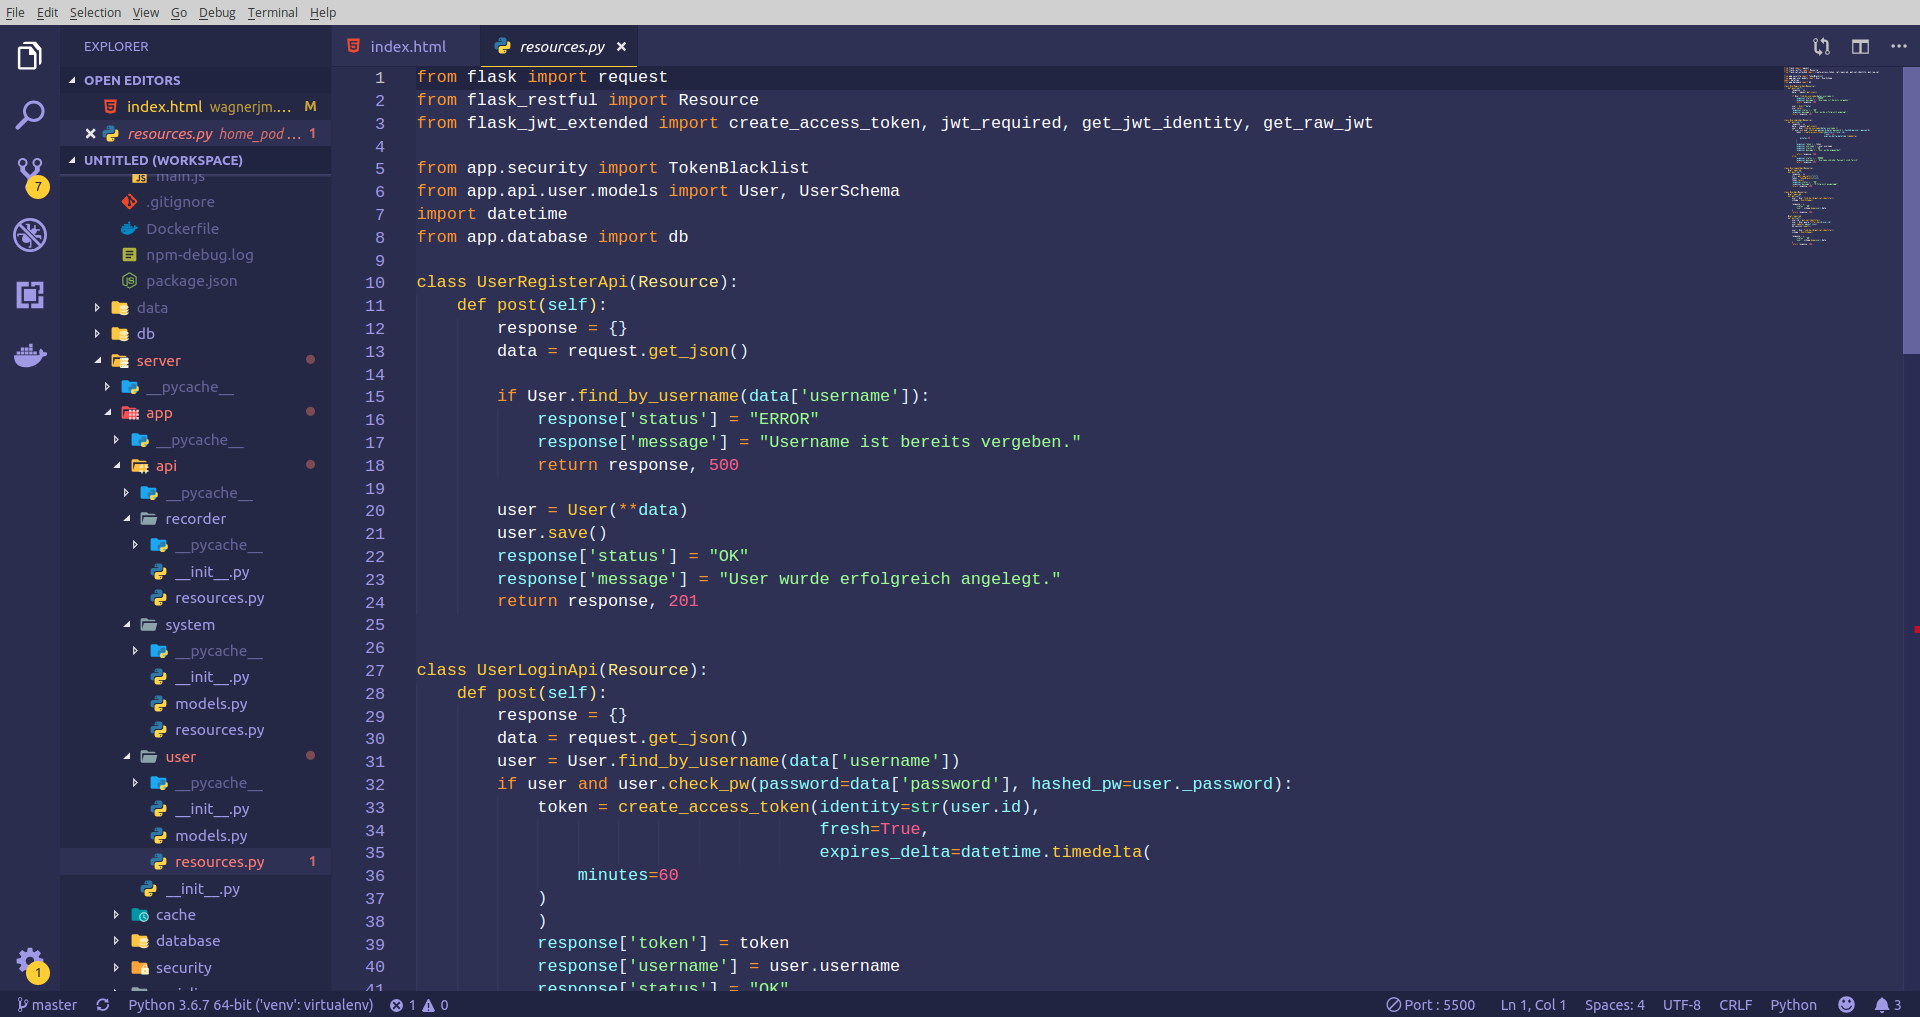 File Edit Selection View Go Debug Terminal Help
EXPLORER
OPEN EDITORS
index.html wagnerjm.... M
resources.py home_pod ... 1
UNTITLED (WORKSPACE)
main.js
.gitignore
Dockerfile
npm-debug.log
package.json
data
db
server
__pycache__
app
__pycache__
api
__pycache__
recorder
__pycache__
__init__.py
resources.py
system
__pycache__
__init__.py
models.py
resources.py
user
__pycache__
__init__.py
models.py
resources.py 1
__init__.py
cache
database
security
7
1
index.html
resources.py
1 from flask import request
2 from flask_restful import Resource
3 from flask_jwt_extended import create_access_token, jwt_required, get_jwt_identity, get_raw_jwt
4
5 from app.security import TokenBlacklist
6 from app.api.user.models import User, UserSchema
7 import datetime
8 from app.database import db
9
10 class UserRegisterApi(Resource):
11     def post(self):
12         response = {}
13         data = request.get_json()
14
15         if User.find_by_username(data['username']):
16             response['status'] = "ERROR"
17             response['message'] = "Username ist bereits vergeben."
18             return response, 500
19
20         user = User(**data)
21         user.save()
22         response['status'] = "OK"
23         response['message'] = "User wurde erfolgreich angelegt."
24         return response, 201
25
26
27 class UserLoginApi(Resource):
28     def post(self):
29         response = {}
30         data = request.get_json()
31         user = User.find_by_username(data['username'])
32         if user and user.check_pw(password=data['password'], hashed_pw=user._password):
33             token = create_access_token(identity=str(user.id),
34                                         fresh=True,
35                                         expires_delta=datetime.timedelta(
36                 minutes=60
37             )
38             )
39             response['token'] = token
40             response['username'] = user.username
41             response['status'] = "OK"
master Python 3.6.7 64-bit ('venv': virtualenv) 1 0 Port : 5500 Ln 1, Col 1 Spaces: 4 UTF-8 CRLF Python 3